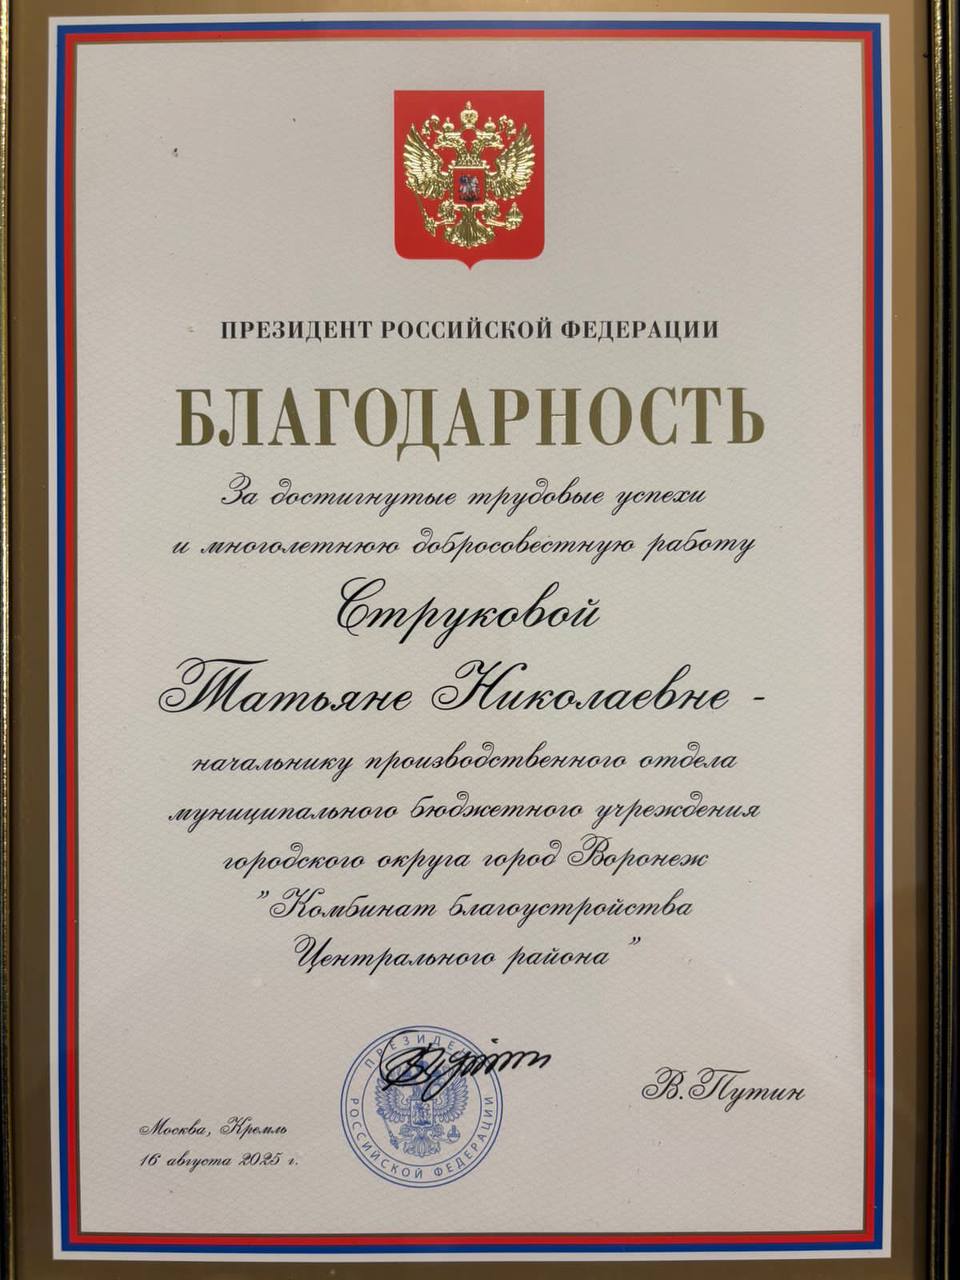 ПРЕЗИДЕНТ РОССИЙСКОЙ ФЕДЕРАЦИИ
БЛАГОДАРНОСТЬ
За достигнутые трудовые успехи
и многолетнюю добросовестную работу
Струковой
Татьяне Николаевне -
начальнику производственного отдела
муниципального бюджетного учреждения
городского округа город Воронеж
"Комбинат благоустройства
Центрального района"
ПРЕЗИДЕНТ
РОССИЙСКОЙ ФЕДЕРАЦИИ
В.Путин
Москва, Кремль
16 августа 2025 г.